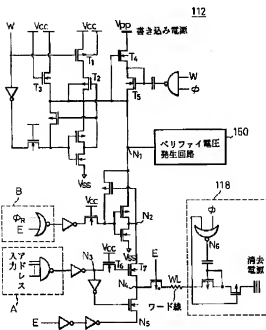 112
W
Vcc
Vcc
VPP
書き込み電源
T1
T4
W
φ
T3
T2
T5
Vss
N1
ベリファイ電圧
発生回路
150
B
φR
E
Vcc
N2
Vss
118
φ
アドレス
入力
A
N3
Vcc
T6
T7
E
N6
N4
WL
ワード線
消去
電源
E
N5